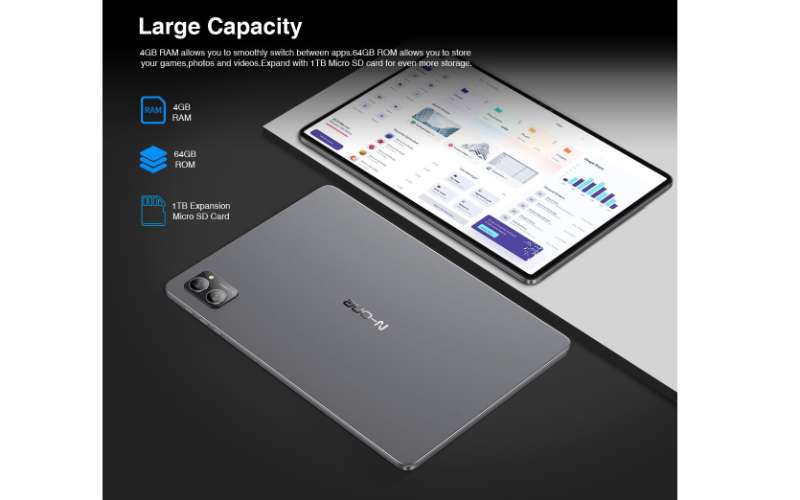 Large Capacity
4GB RAM allows you to smoothly switch between apps.64GB ROM allows you to store
your games,photos and videos.Expand with 1TB Micro SD card for even more storage.
RAM
4GB
RAM
64GB
ROM
1TB Expansion
Micro SD Card
N-ONE